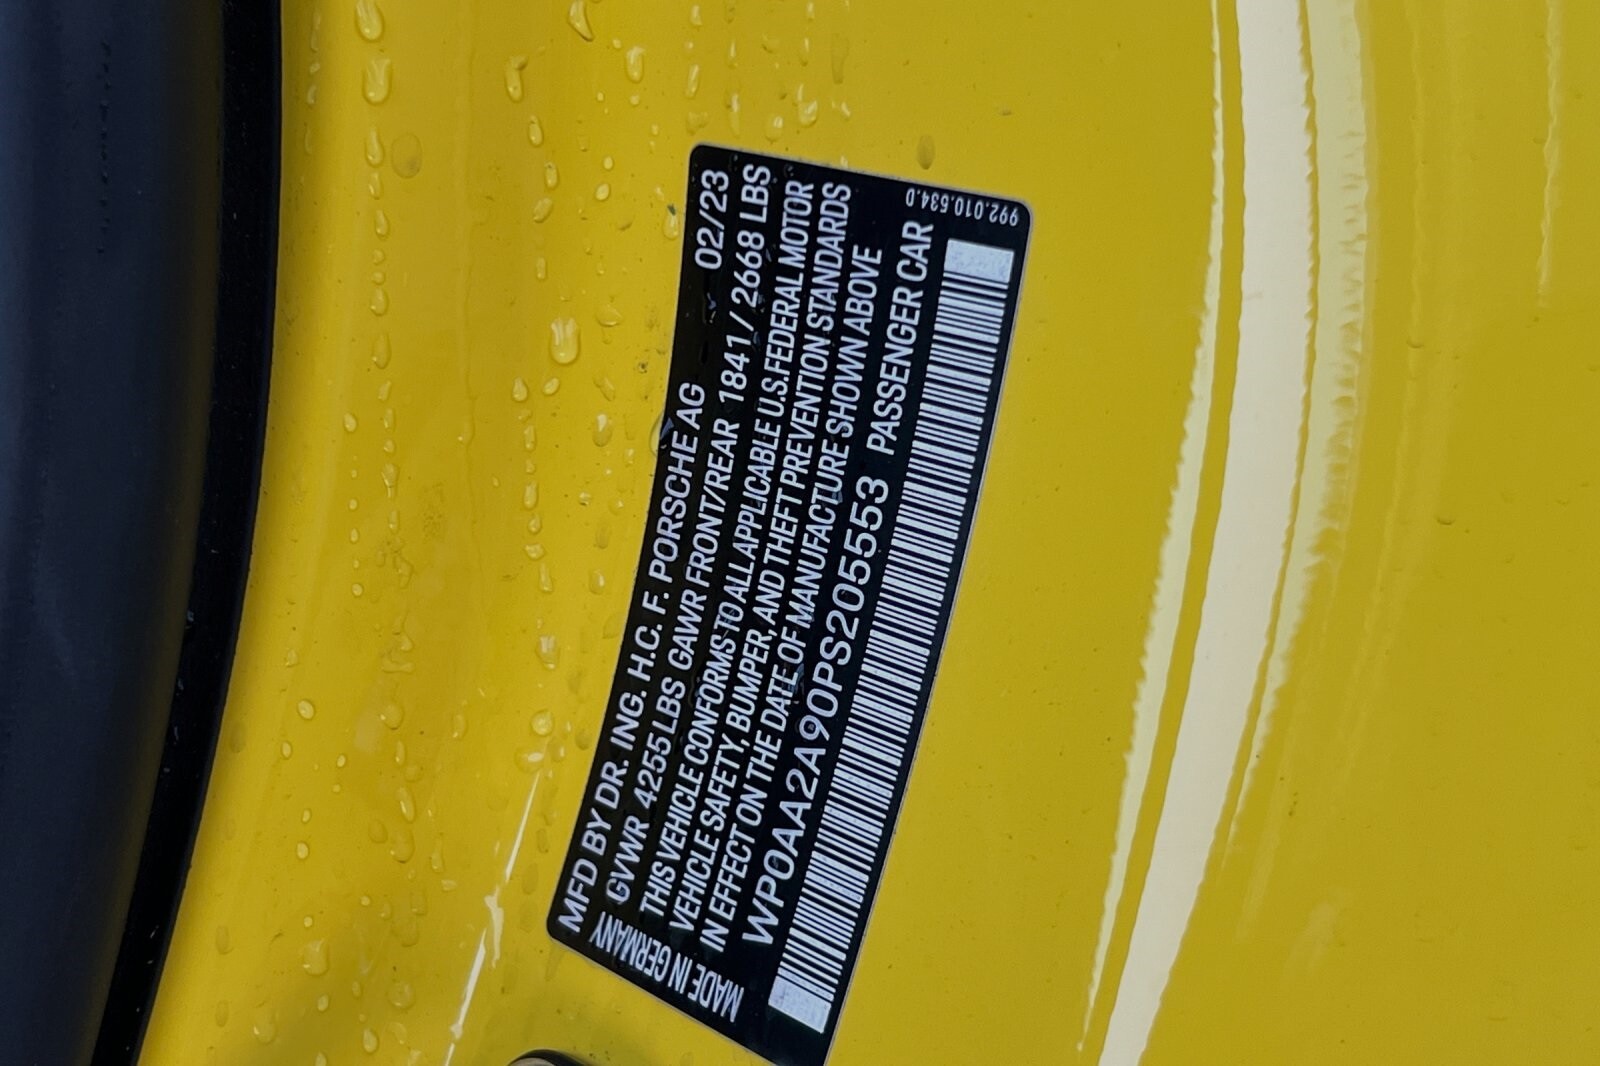 MFD BY DR. ING. H.C. F. PORSCHE AG 02/23
GVWR 4255 LBS GAWR FRONT/REAR 1841 / 2668 LBS
THIS VEHICLE CONFORMS TO ALL APPLICABLE U.S. FEDERAL MOTOR
VEHICLE SAFETY, BUMPER, AND THEFT PREVENTION STANDARDS
IN EFFECT ON THE DATE OF MANUFACTURE SHOWN ABOVE
WP0AA2A90PS205553 PASSENGER CAR
MADE IN GERMANY
992.010.534.D